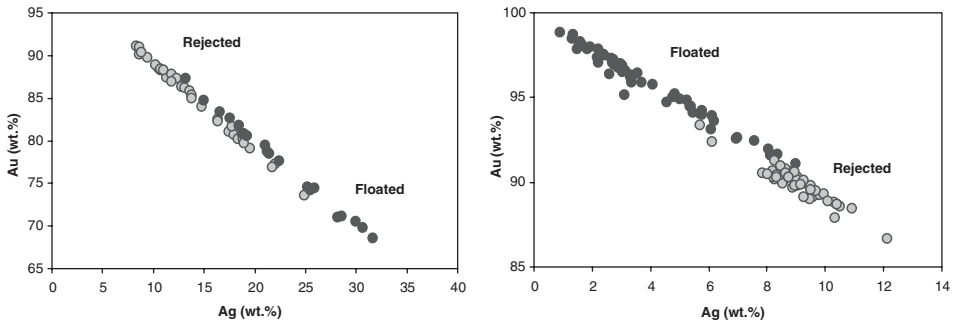 95
90
85
80
75
70
65
Au (wt.%)
Rejected
Floated
0 5 10 15 20 25 30 35 40
Ag (wt.%)
100
95
90
85
Au (wt.%)
Floated
Rejected
0 2 4 6 8 10 12 14
Ag (wt.%)